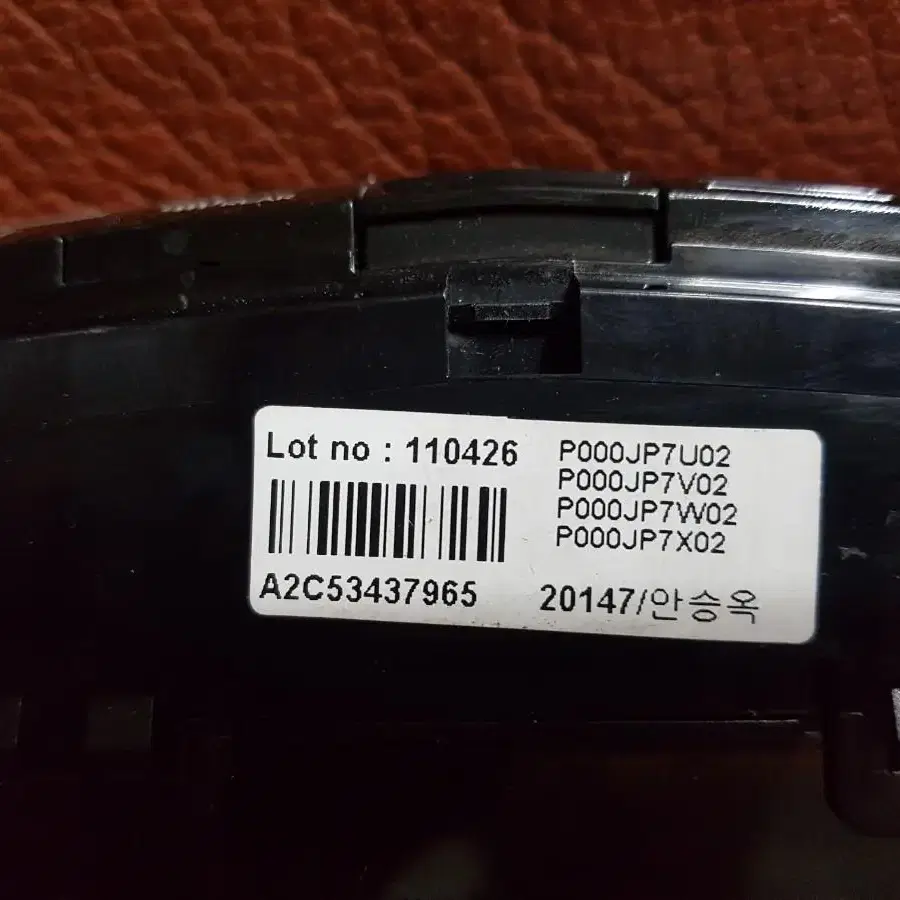 Lot no : 110426
A2C53437965
P000JP7U02
P000JP7V02
P000JP7W02
P000JP7X02
20147/안승옥